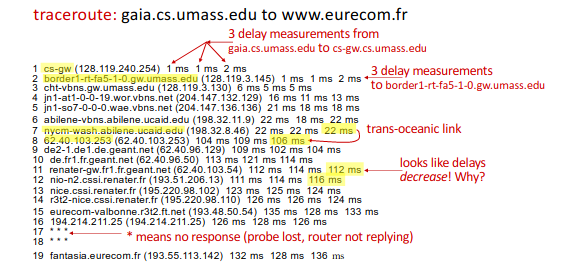 traceroute: gaia.cs.umass.edu to www.eurecom.fr
3 delay measurements from
gaia.cs.umass.edu to cs-gw.cs.umass.edu
1 cs-gw (128.119.240.254) 1 ms 1 ms 2 ms
2 border1-rt-fa5-1-0.gw.umass.edu (128.119.3.145) 1 ms 1 ms 2 ms
3 delay measurements
to border1-rt-fa5-1-0.gw.umass.edu
3 cht-vbns.gw.umass.edu (128.119.3.130) 6 ms 5 ms 5 ms
4 jn1-at1-0-0-19.wor.vbns.net (204.147.132.129) 16 ms 11 ms 13 ms
5 jn1-so7-0-0-0.wae.vbns.net (204.147.136.136) 21 ms 18 ms 18 ms
6 abilene-vbns.abilene.ucaid.edu (198.32.11.9) 22 ms 18 ms 22 ms
7 nycm-wash.abilene.ucaid.edu (198.32.8.46) 22 ms 22 ms 22 ms
trans-oceanic link
8 62.40.103.253 (62.40.103.253) 104 ms 109 ms 106 ms
9 de2-1.de1.de.geant.net (62.40.96.129) 109 ms 102 ms 104 ms
10 de.fr1.fr.geant.net (62.40.96.50) 113 ms 121 ms 114 ms
11 renater-gw.fr1.fr.geant.net (62.40.103.54) 112 ms 114 ms 112 ms
looks like delays
decrease! Why?
12 nio-n2.cssi.renater.fr (193.51.206.13) 111 ms 114 ms 116 ms
13 nice.cssi.renater.fr (195.220.98.102) 123 ms 125 ms 124 ms
14 r3t2-nice.cssi.renater.fr (195.220.98.110) 126 ms 126 ms 124 ms
15 eurecom-valbonne.r3t2.ft.net (193.48.50.54) 135 ms 128 ms 133 ms
16 194.214.211.25 (194.214.211.25) 126 ms 128 ms 126 ms
17 * * *
* means no response (probe lost, router not replying)
18 * * *
19 fantasia.eurecom.fr (193.55.113.142) 132 ms 128 ms 136 ms